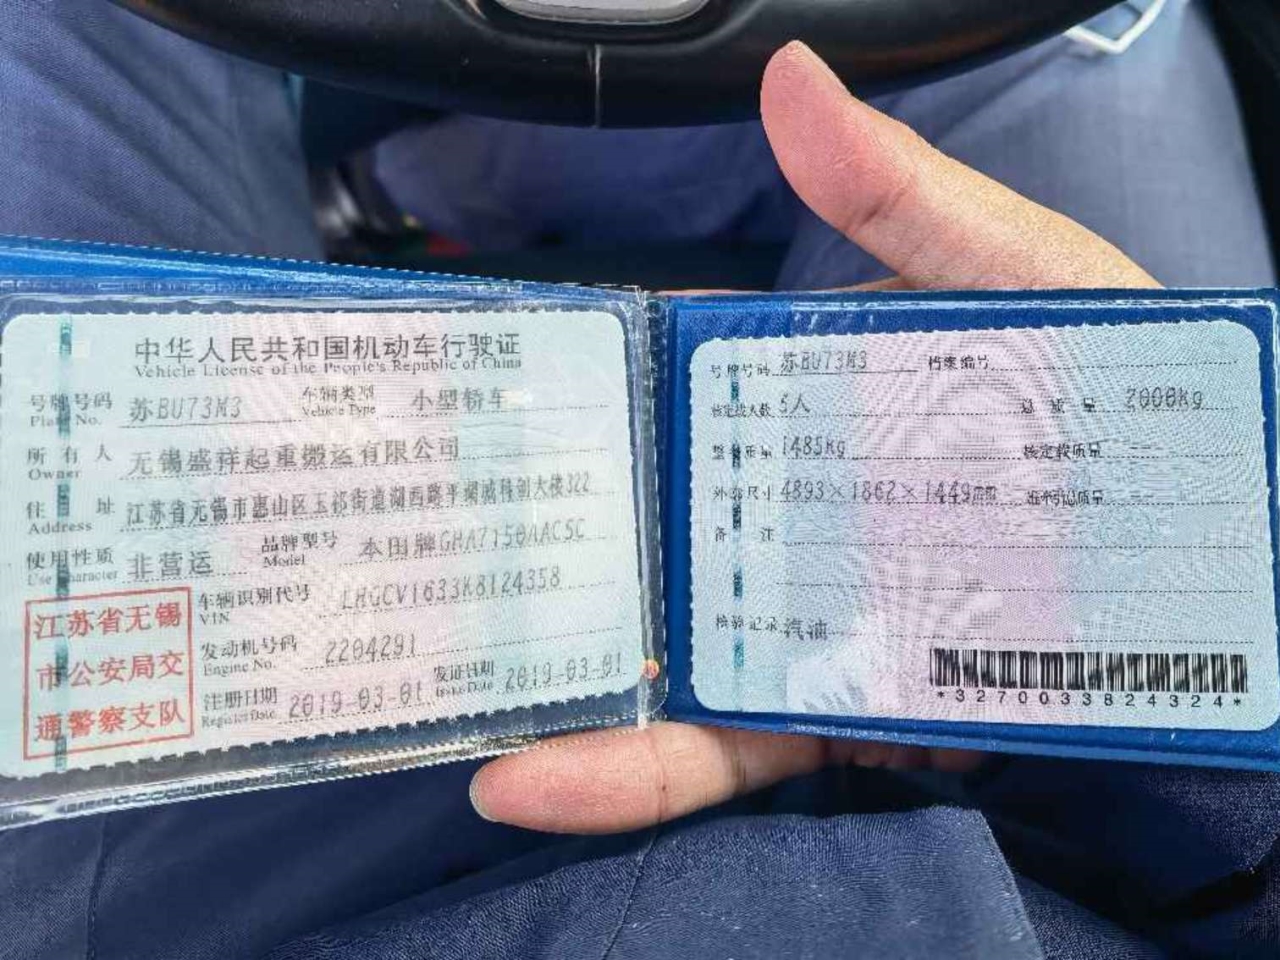 中华人民共和国机动车行驶证
Vehicle License of the People's Republic of China
号牌号码 Plate No. 苏BU73M3 车辆类型 Vehicle Type 小型轿车
所有人 Owner 无锡盛祥起重搬运有限公司
住址 Address 江苏省无锡市惠山区玉祁街道湖西路平湖城科创大楼322
使用性质 Use Character 非营运 品牌型号 Model 本田牌GHA7150AAC5C
车辆识别代号 VIN LHGCV1633K8124358
发动机号码 Engine No. 2204291
注册日期 Register Date 2019-03-01 发证日期 Issue Date 2019-03-01
江苏省无锡
市公安局交
通警察支队
号牌号码 苏BU73M3 档案编号
核定载人数 5人 总质量 2000kg
整备质量 1485kg 核定载质量 --
外廓尺寸 4893×1862×1449mm 准牵引总质量 --
备注
检验记录 汽油
*3270033824324*